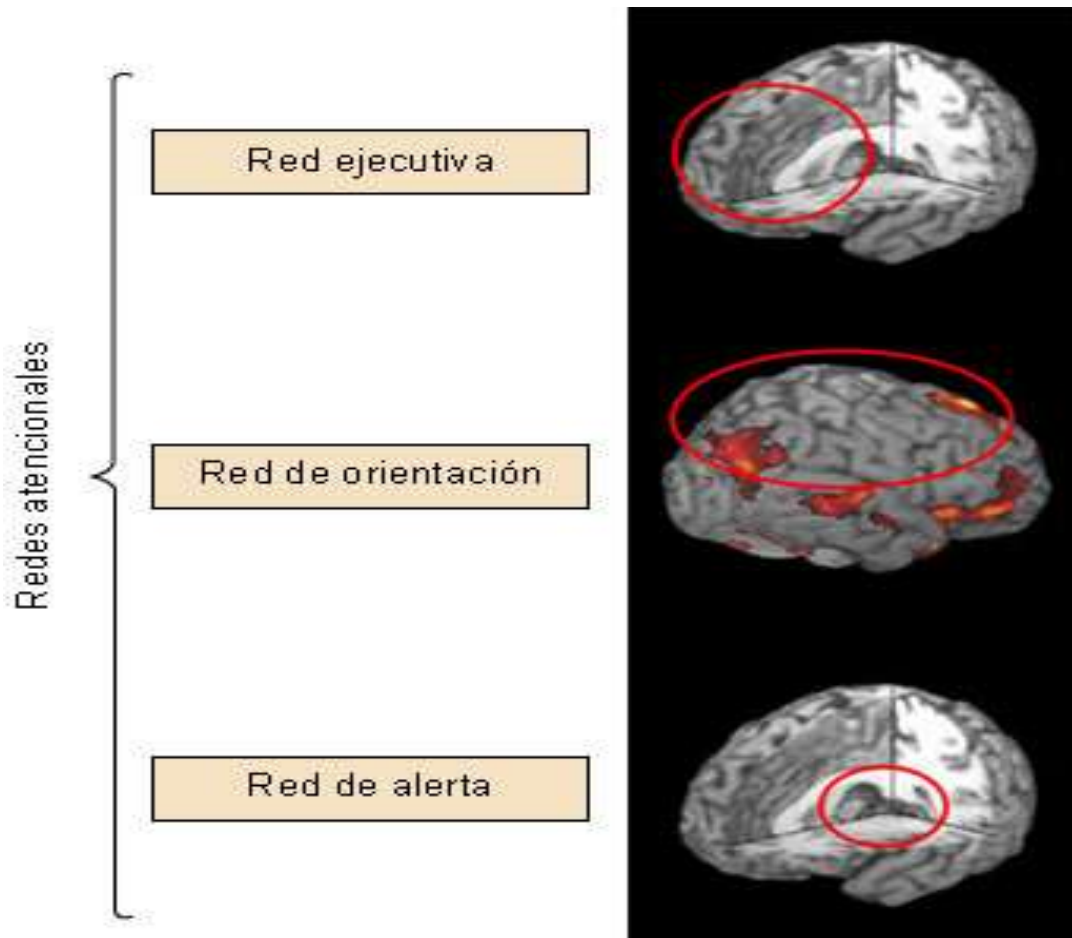 Redes atencionales
Red ejecutiva
Red de orientación
Red de alerta